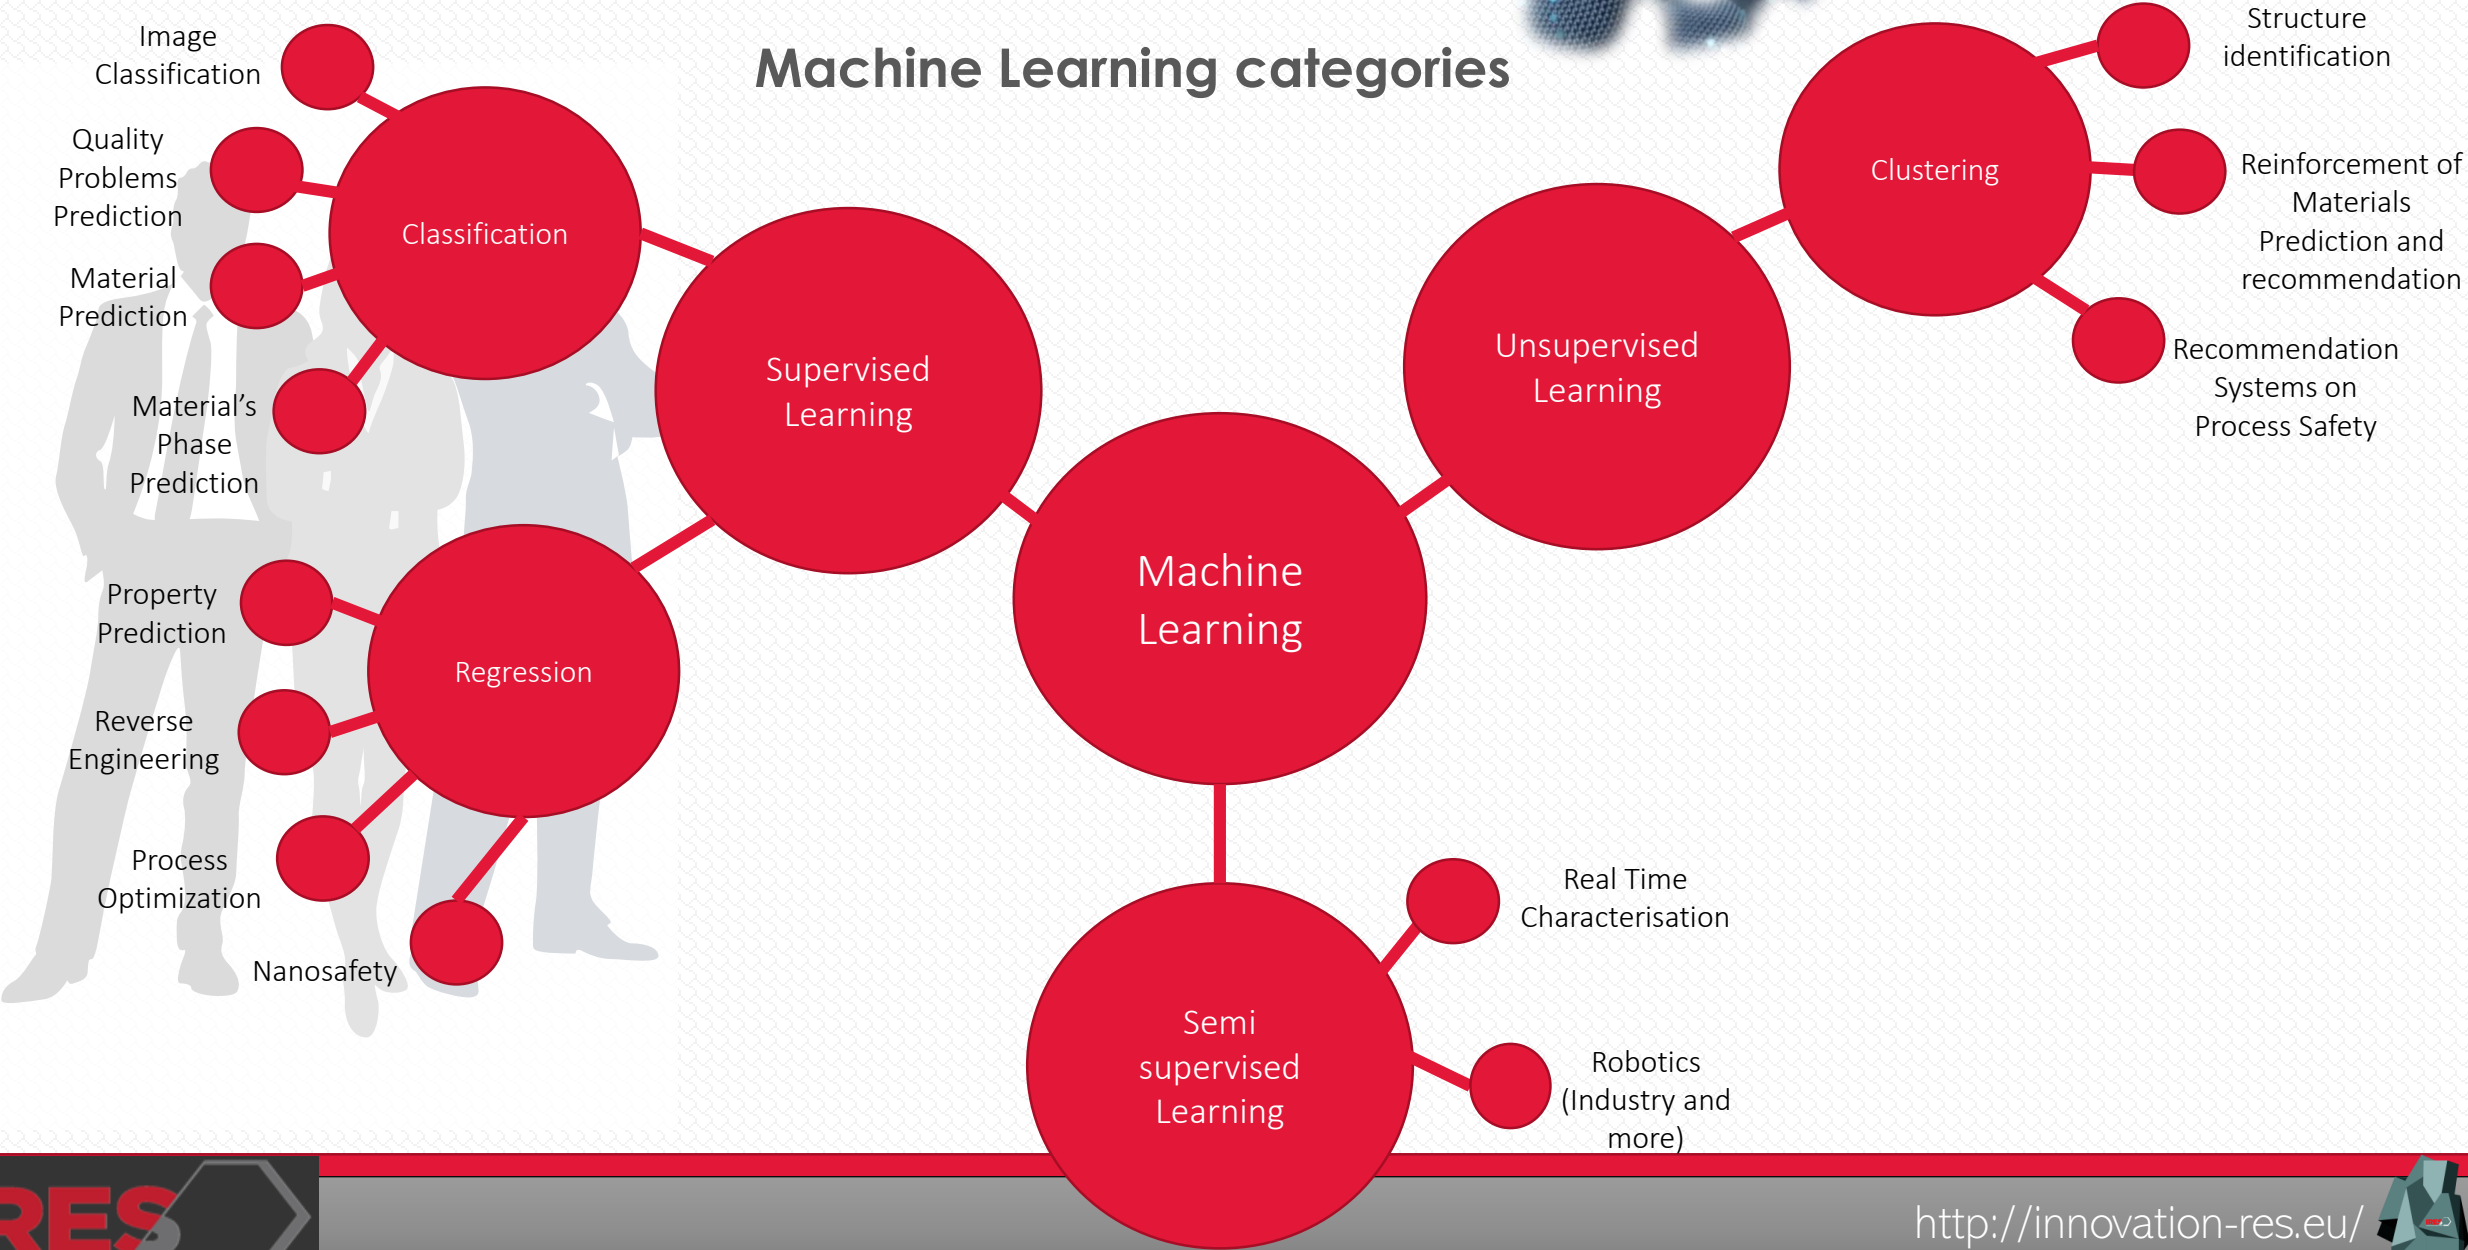 Machine Learning categories
Image
Classification
Quality
Problems
Prediction
Material
Prediction
Material’s
Phase
Prediction
Classification
Property
Prediction
Reverse
Engineering
Process
Optimization
Nanosafety
Regression
Supervised
Learning
Machine
Learning
Unsupervised
Learning
Clustering
Structure
identification
Reinforcement of
Materials
Prediction and
recommendation
Recommendation
Systems on
Process Safety
Semi
supervised
Learning
Real Time
Characterisation
Robotics
(Industry and
more)
RES
http://innovation-res.eu/